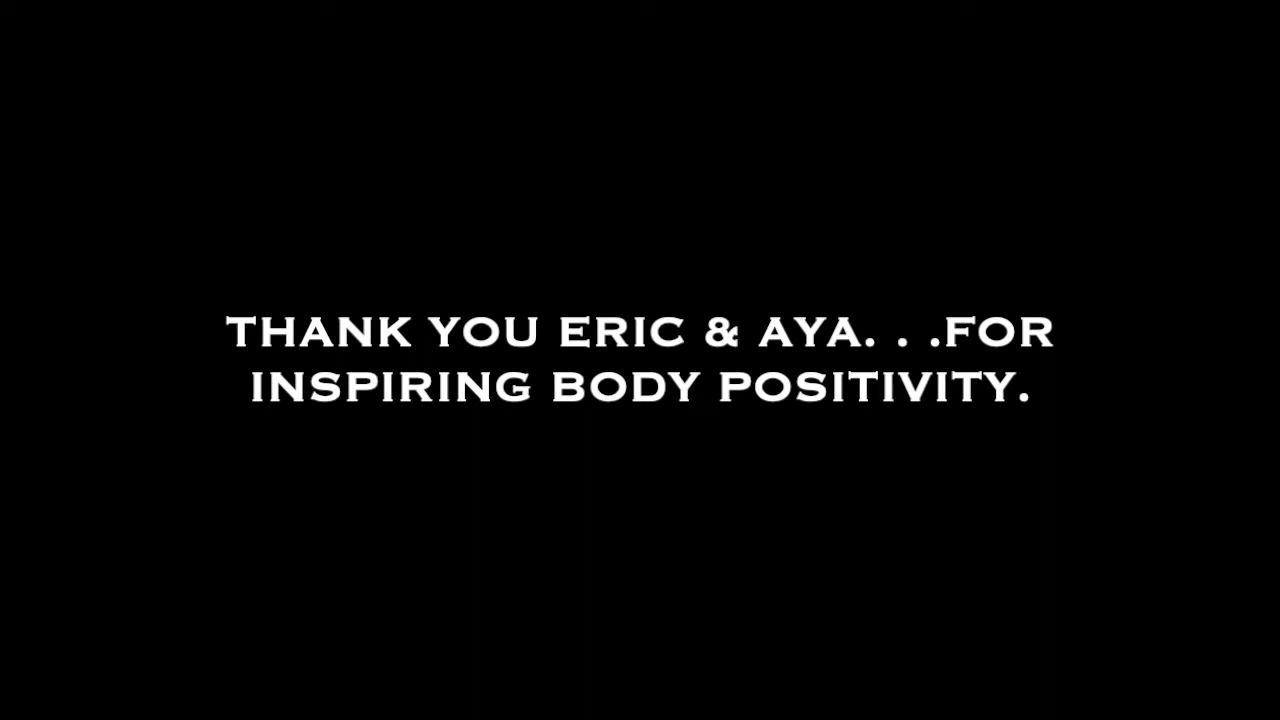 THANK YOU ERIC & AYA. . .FOR
INSPIRING BODY POSITIVITY.